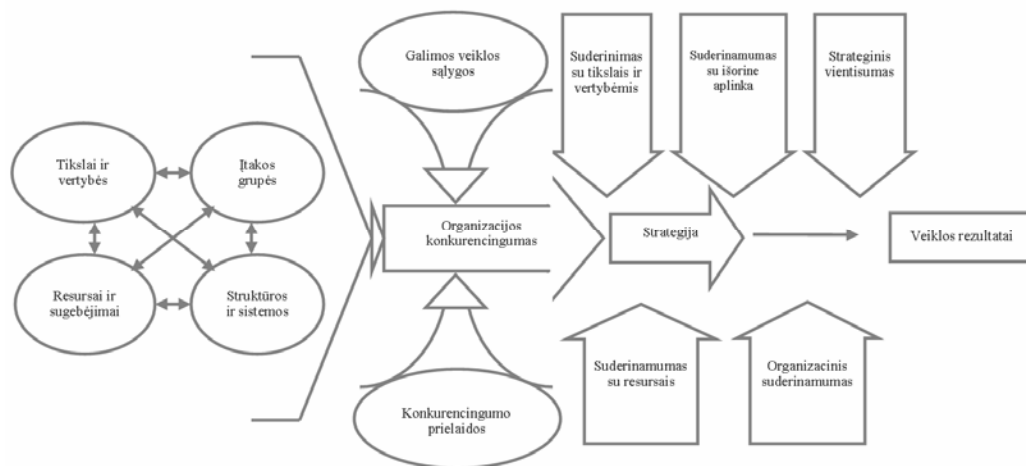 Tikslai ir
vertybės
Įtakos
grupės
Resursai ir
sugebėjimai
Struktūros
ir sistemos
Galimos veiklos
sąlygos
Organizacijos
konkurencingumas
Konkurencingumo
prielaidos
Suderinimas
su tikslais ir
vertybėmis
Suderinamumas
su išorine
aplinka
Strateginis
vientisumas
Strategija
Veiklos rezultatai
Suderinamumas
su resursais
Organizacinis
suderinamumas